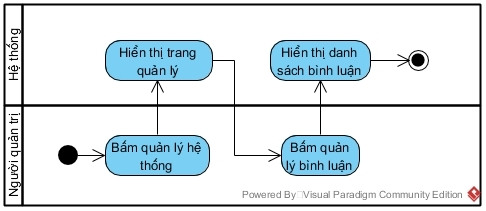 Hệ thống
Hiển thị trang
quản lý
Hiển thị danh
sách bình luận
Người quản trị
Bấm quản lý hệ
thống
Bấm quản
lý bình luận
Powered By Visual Paradigm Community Edition